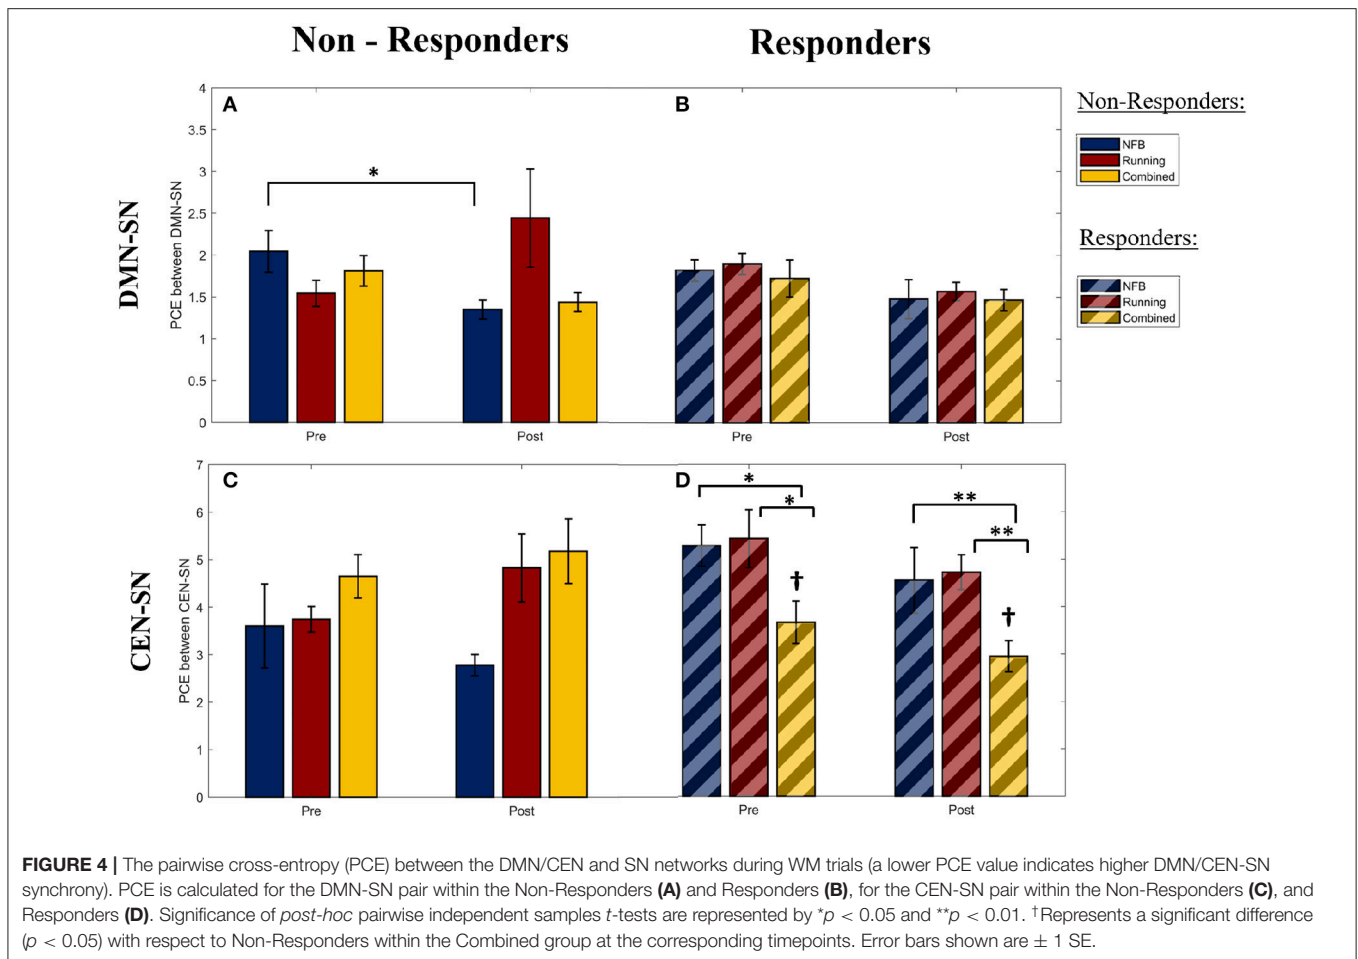 Non - Responders
Responders
DMN-SN
PCE between DMN-SN
A
4
3.5
3
2.5
2
1.5
1
0.5
0
*
Pre
Post
B
Pre
Post
Non-Responders:
NFB
Running
Combined
Responders:
NFB
Running
Combined
CEN-SN
PCE between CEN-SN
C
7
6
5
4
3
2
1
0
Pre
Post
D
*
*
**
**
†
†
Pre
Post
FIGURE 4 | The pairwise cross-entropy (PCE) between the DMN/CEN and SN networks during WM trials (a lower PCE value indicates higher DMN/CEN-SN
synchrony). PCE is calculated for the DMN-SN pair within the Non-Responders (A) and Responders (B), for the CEN-SN pair within the Non-Responders (C), and
Responders (D). Significance of post-hoc pairwise independent samples t-tests are represented by *p < 0.05 and **p < 0.01. †Represents a significant difference
(p < 0.05) with respect to Non-Responders within the Combined group at the corresponding timepoints. Error bars shown are ± 1 SE.